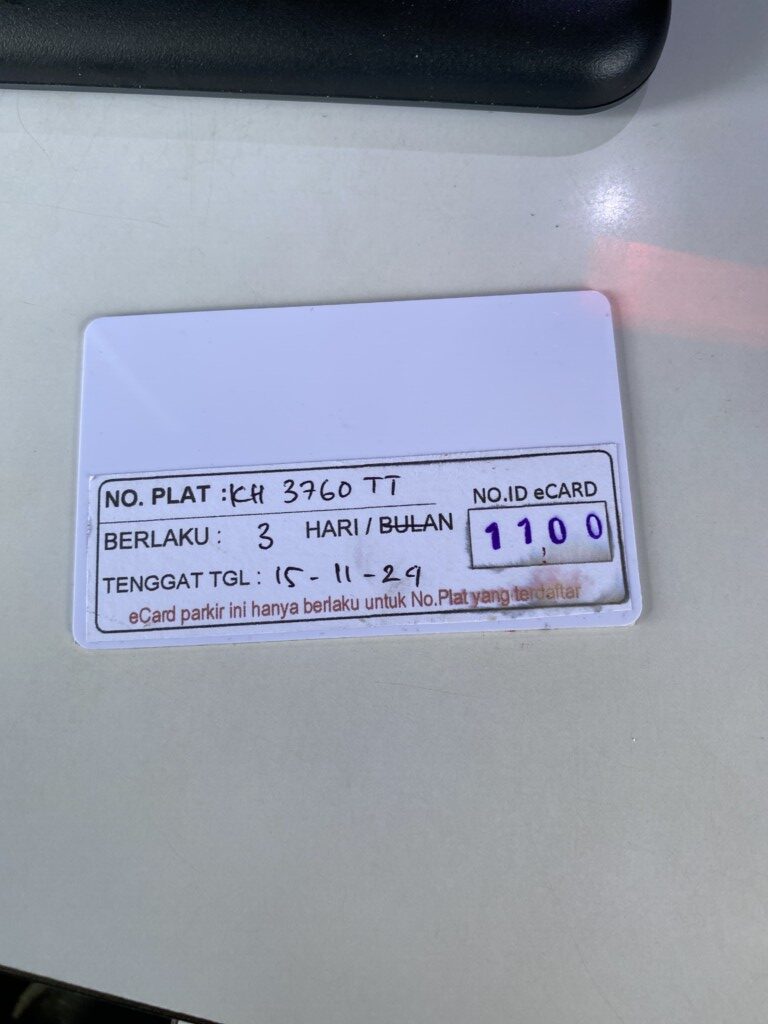 NO. PLAT : KH 3760 TT
NO.ID eCARD
1100
BERLAKU : 3 HARI / BULAN
TENGGAT TGL : 15-11-29
eCard parkir ini hanya berlaku untuk No.Plat yang terdaftar